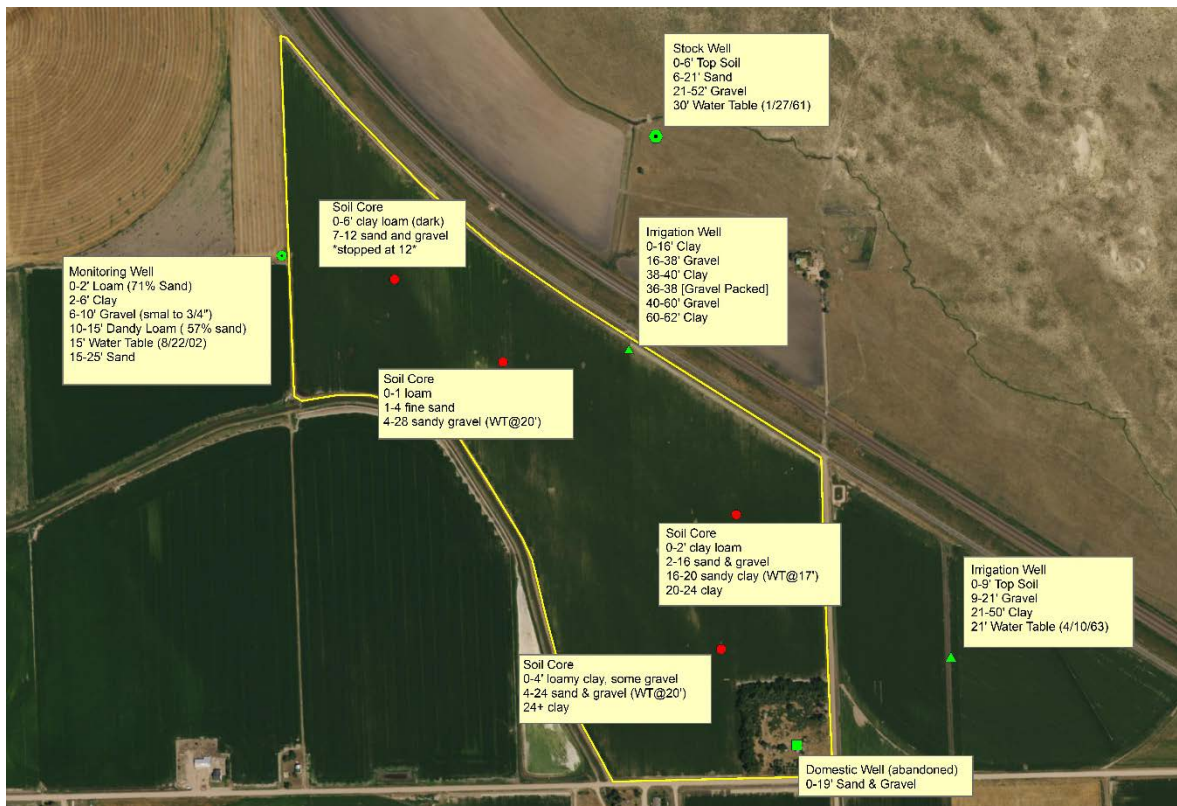 Stock Well
0-6' Top Soil
6-21' Sand
21-52' Gravel
30' Water Table (1/27/61)
Soil Core
0-6' clay loam (dark)
7-12 sand and gravel
*stopped at 12*
Irrigation Well
0-16' Clay
16-38' Gravel
38-40' Clay
36-38 [Gravel Packed]
40-60' Gravel
60-62' Clay
Monitoring Well
0-2' Loam (71% Sand)
2-6' Clay
6-10' Gravel (smal to 3/4")
10-15' Dandy Loam ( 57% sand)
15' Water Table (8/22/02)
15-25' Sand
Soil Core
0-1 loam
1-4 fine sand
4-28 sandy gravel (WT@20')
Soil Core
0-2' clay loam
2-16 sand & gravel
16-20 sandy clay (WT@17')
20-24 clay
Irrigation Well
0-9' Top Soil
9-21' Gravel
21-50' Clay
21' Water Table (4/10/63)
Soil Core
0-4' loamy clay, some gravel
4-24 sand & gravel (WT@20')
24+ clay
Domestic Well (abandoned)
0-19' Sand & Gravel